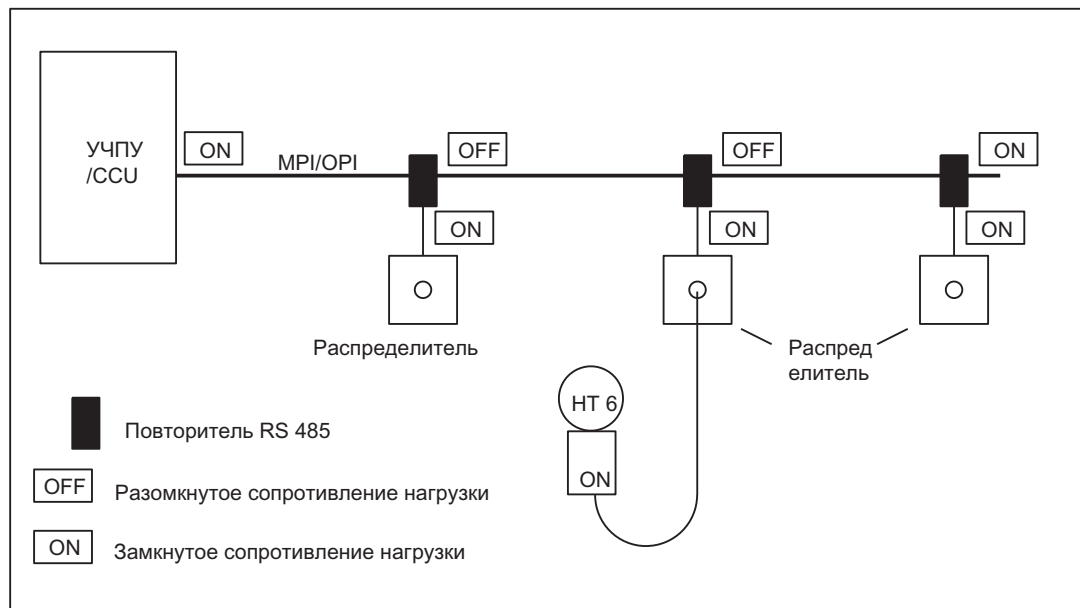 УЧПУ
/CCU
ON
MPI/OPI
OFF
OFF
ON
ON
ON
ON
Распределитель
Распред
елитель
HT 6
ON
Повторитель RS 485
OFF
Разомкнутое сопротивление нагрузки
ON
Замкнутое сопротивление нагрузки